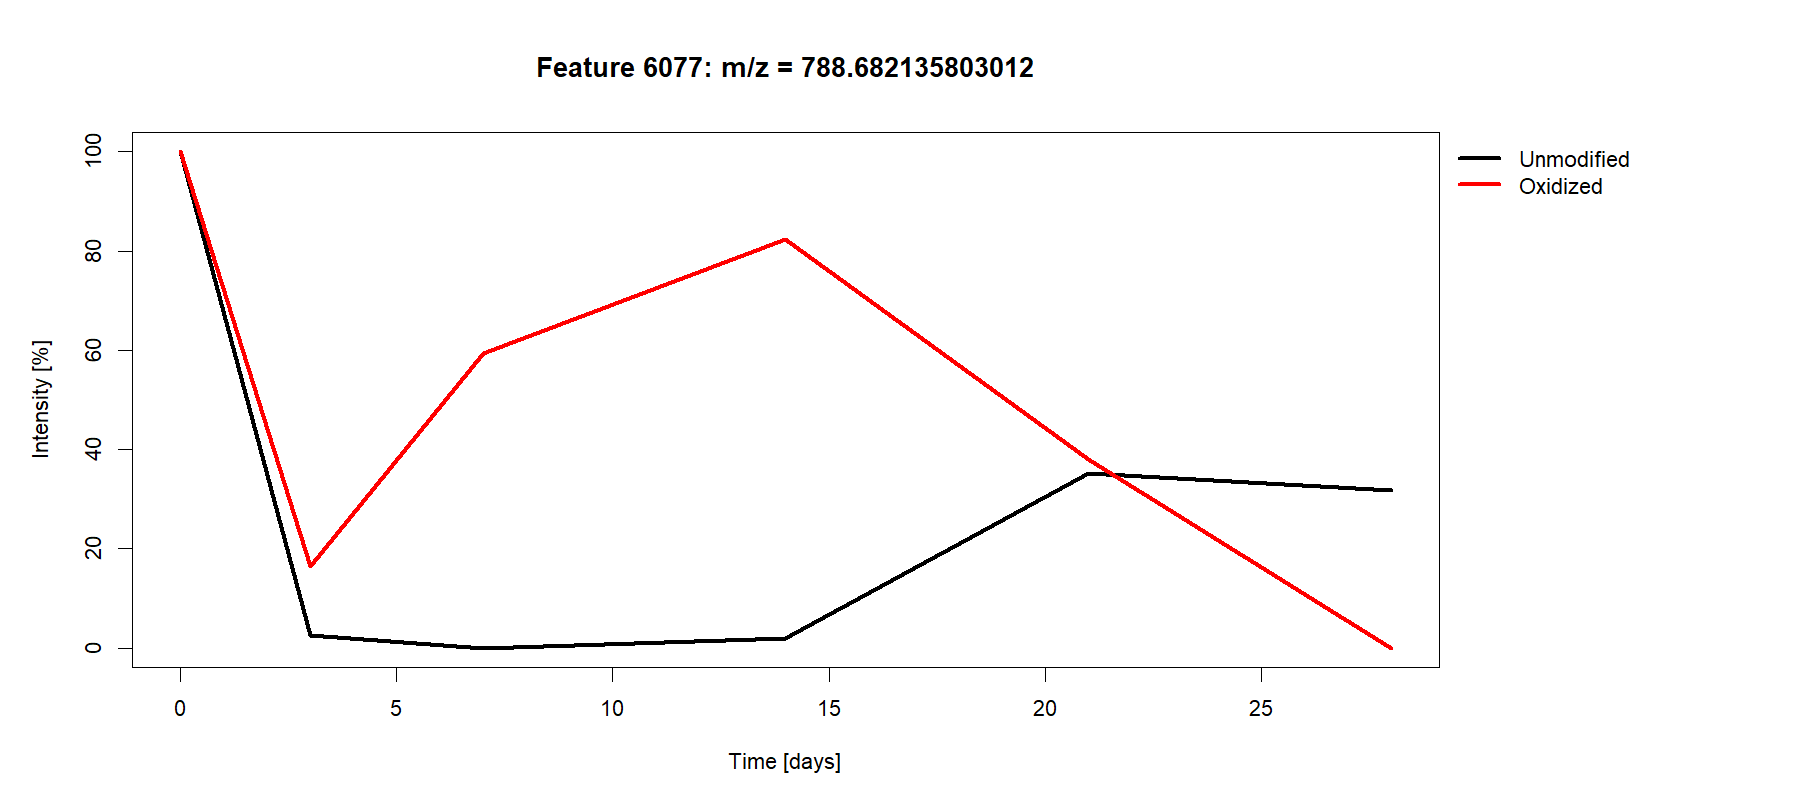 Feature 6077: m/z = 788.682135803012
Unmodified
Oxidized
Intensity [%]
100
80
60
40
20
0
0 5 10 15 20 25
Time [days]